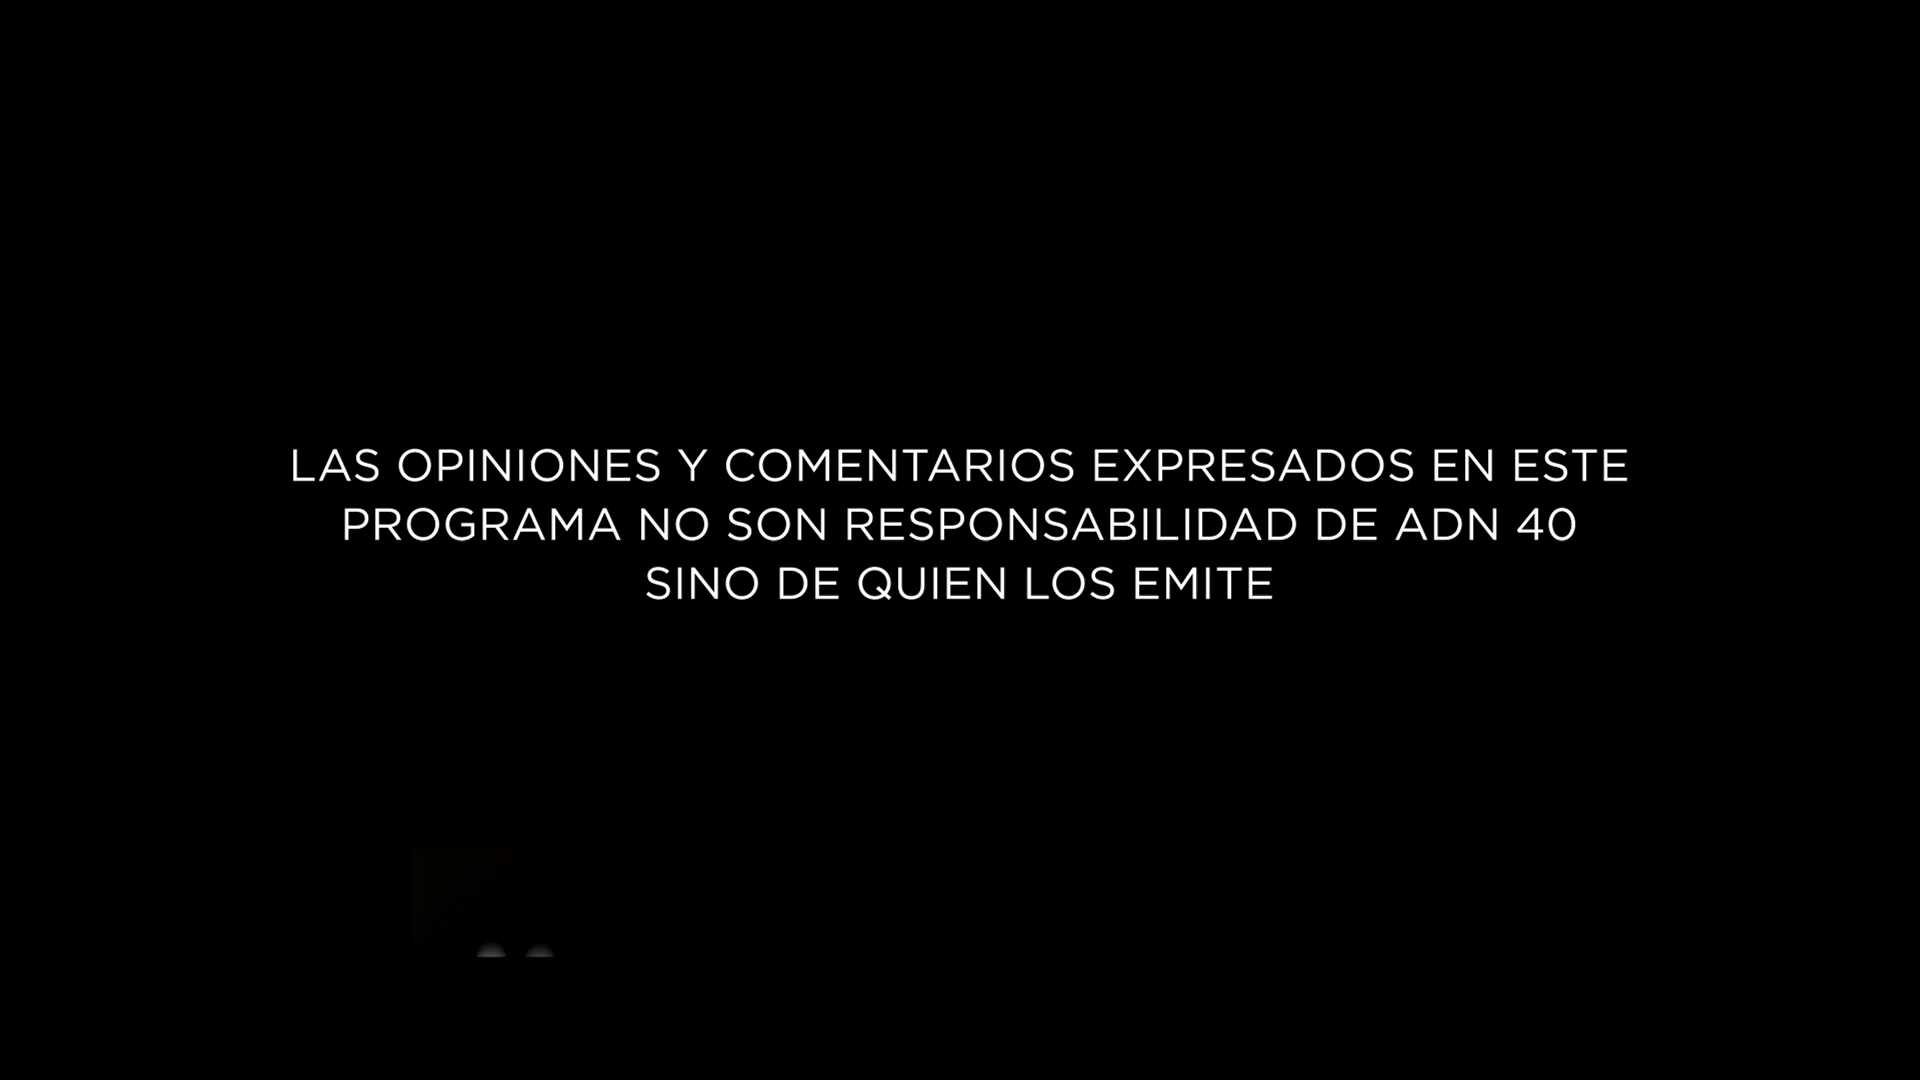 LAS OPINIONES Y COMENTARIOS EXPRESADOS EN ESTE
PROGRAMA NO SON RESPONSABILIDAD DE ADN 40
SINO DE QUIEN LOS EMITE